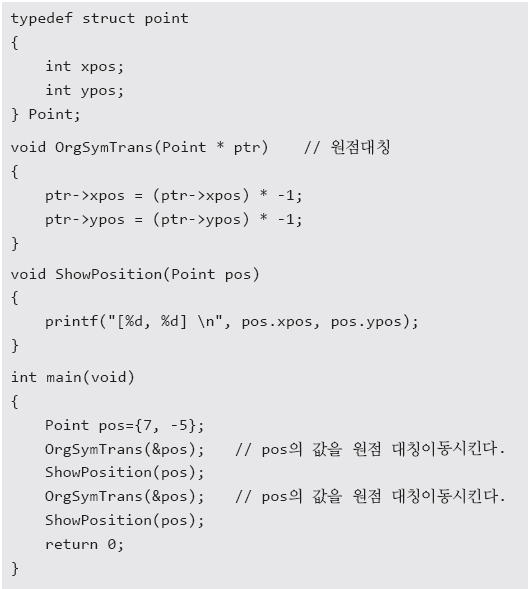 typedef struct point
{
    int xpos;
    int ypos;
} Point;
void OrgSymTrans(Point * ptr)    // 원점대칭
{
    ptr->xpos = (ptr->xpos) * -1;
    ptr->ypos = (ptr->ypos) * -1;
}
void ShowPosition(Point pos)
{
    printf("[%d, %d] \n", pos.xpos, pos.ypos);
}
int main(void)
{
    Point pos={7, -5};
    OrgSymTrans(&pos);   // pos의 값을 원점 대칭이동시킨다.
    ShowPosition(pos);
    OrgSymTrans(&pos);   // pos의 값을 원점 대칭이동시킨다.
    ShowPosition(pos);
    return 0;
}